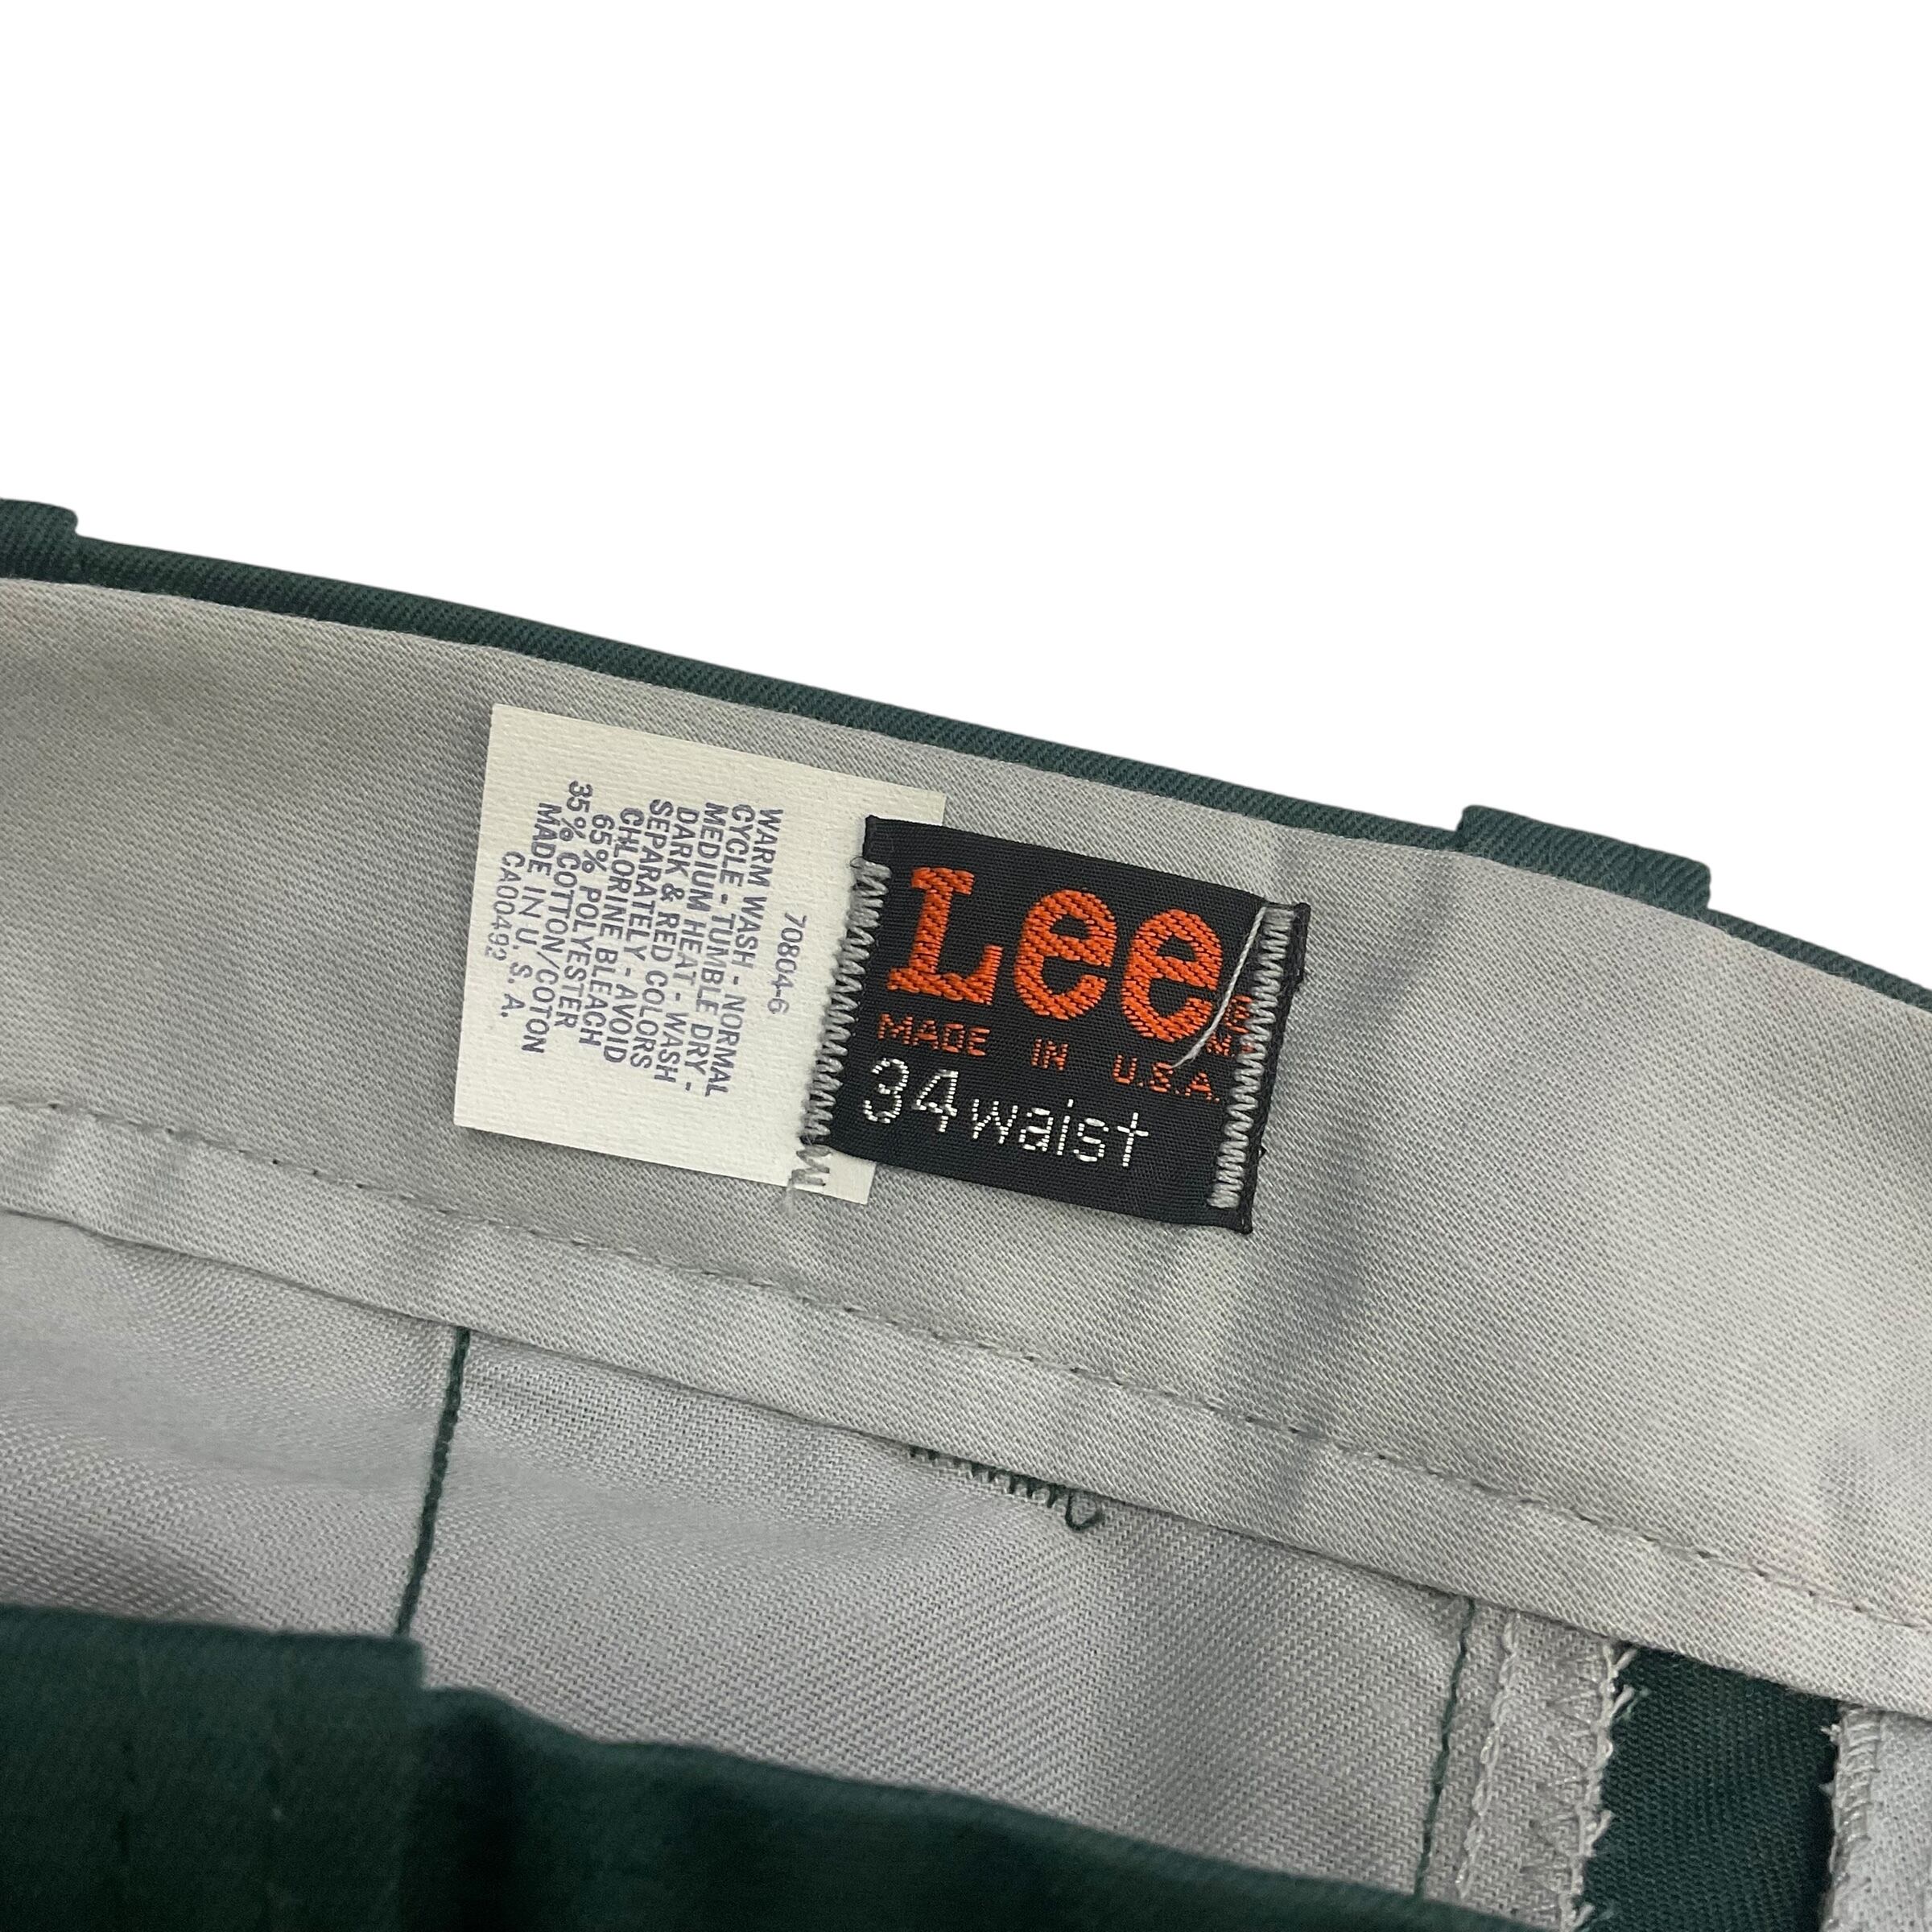 70804-6
WARM WASH - NORMAL
CYCLE - TUMBLE DRY -
MEDIUM HEAT - WASH
DARK & RED COLORS
SEPARATELY - AVOID
CHLORINE BLEACH
65% POLYESTER
35% COTTON/COTON
MADE IN U.S.A.
CA00492
Lee
MADE IN U.S.A.
34 waist